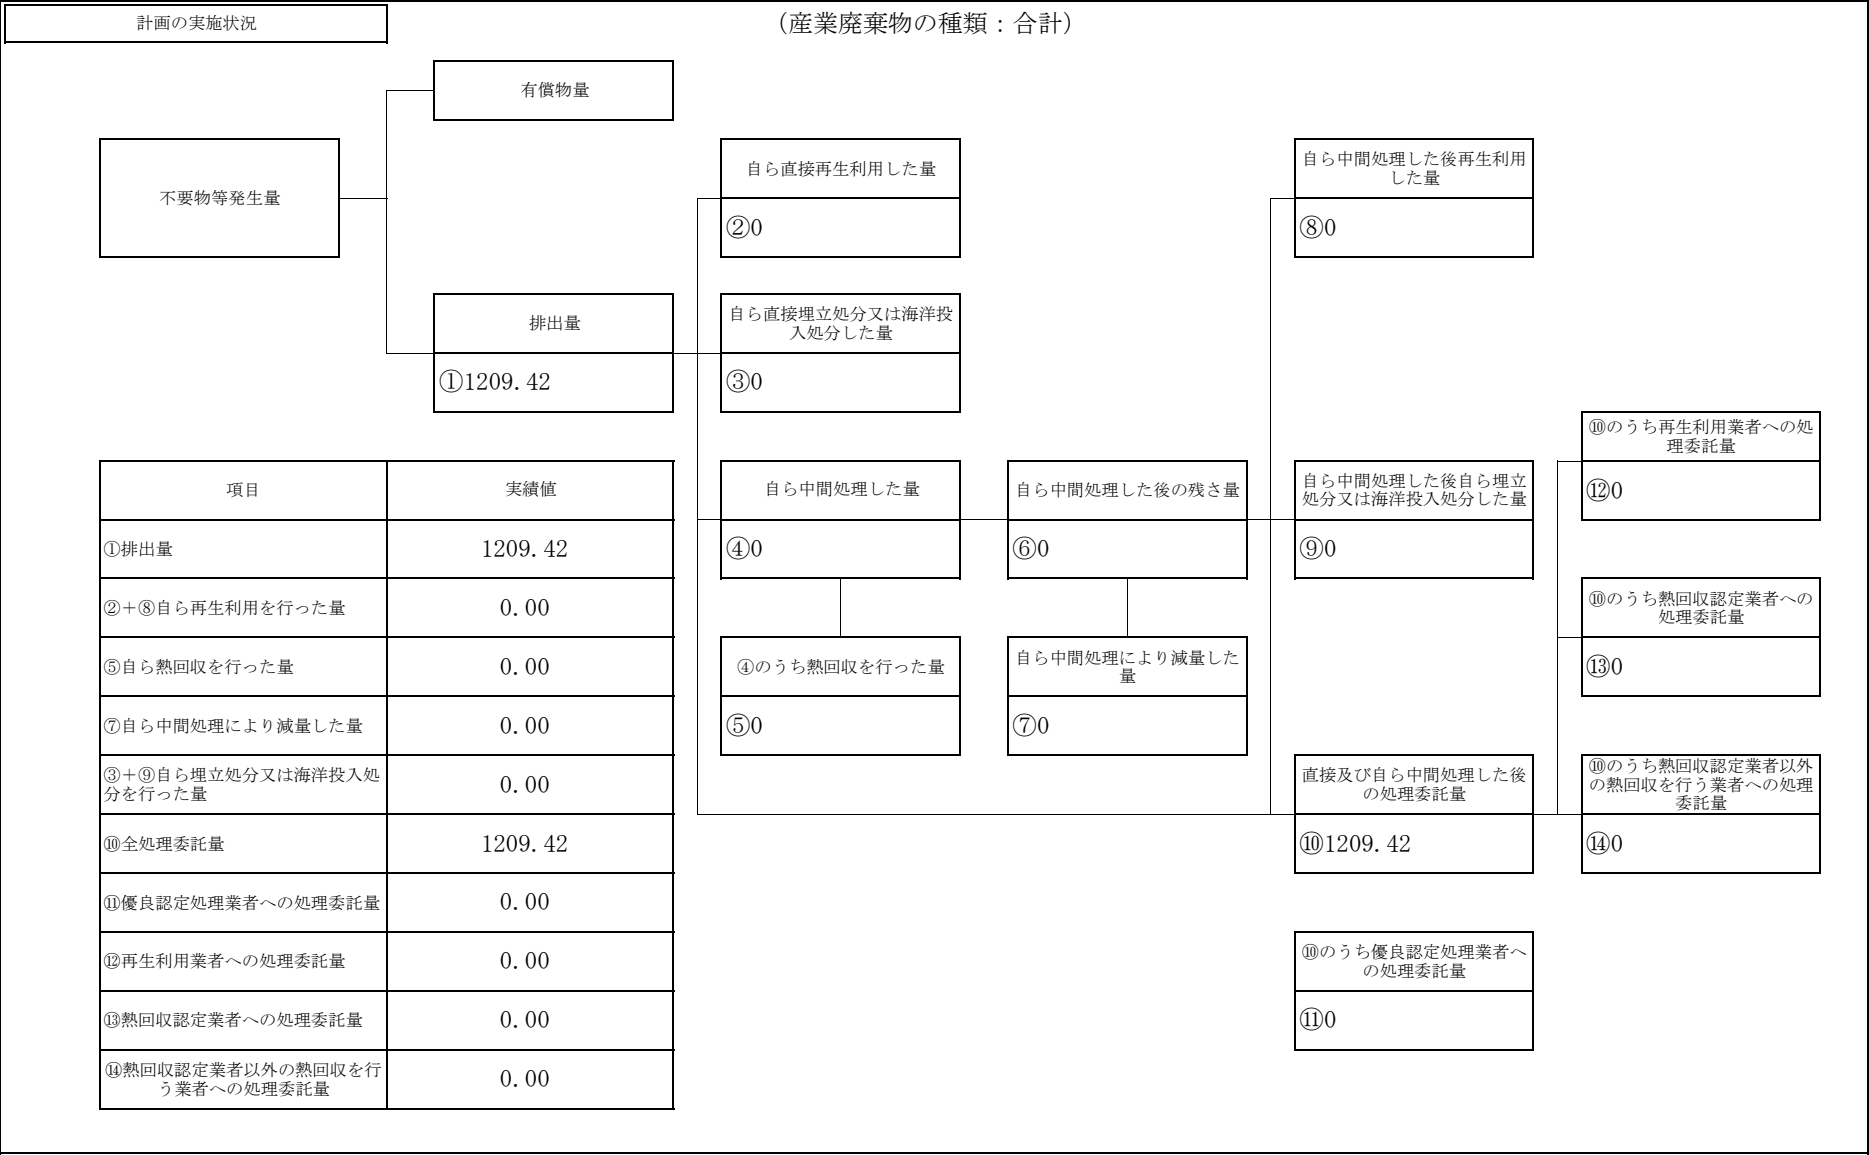 計画の実施状況
（産業廃棄物の種類：合計）
有償物量
不要物等発生量
自ら直接再生利用した量
②0
自ら中間処理した後再生利用
した量
⑧0
排出量
①1209.42
自ら直接埋立処分又は海洋投
入処分した量
③0
⑩のうち再生利用業者への処
理委託量
⑫0
自ら中間処理した量
④0
自ら中間処理した後の残さ量
⑥0
自ら中間処理した後自ら埋立
処分又は海洋投入処分した量
⑨0
⑩のうち熱回収認定業者への
処理委託量
⑬0
④のうち熱回収を行った量
⑤0
自ら中間処理により減量した
量
⑦0
直接及び自ら中間処理した後
の処理委託量
⑩1209.42
⑩のうち熱回収認定業者以外
の熱回収を行う業者への処理
委託量
⑭0
⑩のうち優良認定処理業者へ
の処理委託量
⑪0
項目 実績値
①排出量 1209.42
②＋⑧自ら再生利用を行った量 0.00
⑤自ら熱回収を行った量 0.00
⑦自ら中間処理により減量した量 0.00
③＋⑨自ら埋立処分又は海洋投入処
分を行った量 0.00
⑩全処理委託量 1209.42
⑪優良認定処理業者への処理委託量 0.00
⑫再生利用業者への処理委託量 0.00
⑬熱回収認定業者への処理委託量 0.00
⑭熱回収認定業者以外の熱回収を行
う業者への処理委託量 0.00